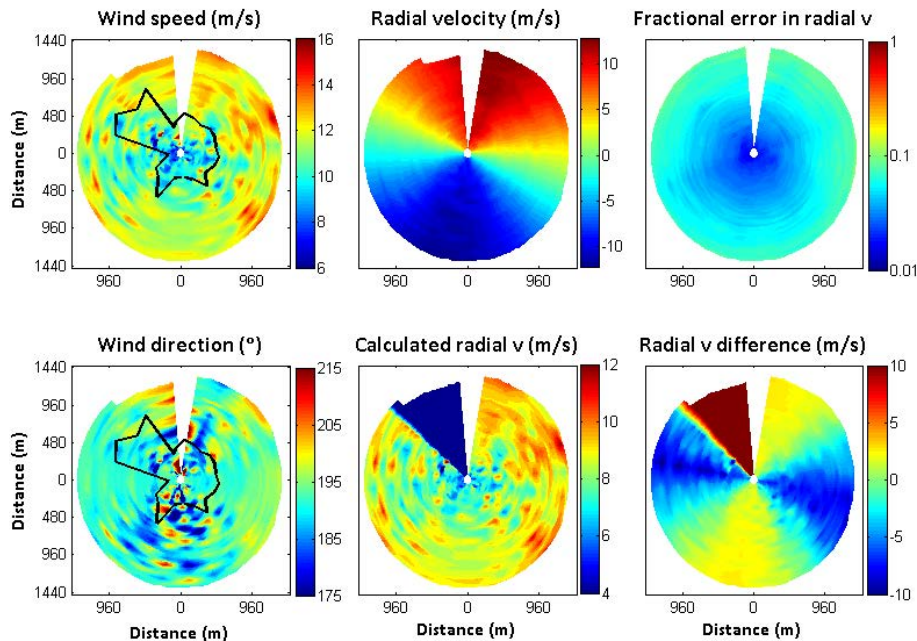 Wind speed (m/s)
Radial velocity (m/s)
Fractional error in radial v
1440
960
480
0
480
960
1440
Distance (m)
960 0 960
16
14
12
10
8
6
960 0 960
10
5
0
-5
-10
960 0 960
1
0.1
0.01
Wind direction (°)
Calculated radial v (m/s)
Radial v difference (m/s)
1440
960
480
0
480
960
1440
Distance (m)
960 0 960
Distance (m)
215
205
195
185
175
960 0 960
Distance (m)
12
10
8
6
4
960 0 960
Distance (m)
10
5
0
-5
-10